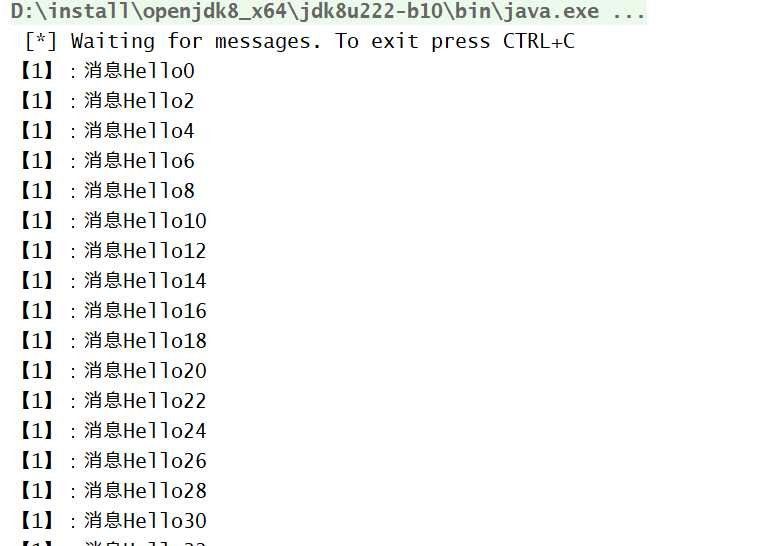 D:\install\openjdk8_x64\jdk8u222-b10\bin\java.exe ...
[*] Waiting for messages. To exit press CTRL+C
【1】：消息Hello0
【1】：消息Hello2
【1】：消息Hello4
【1】：消息Hello6
【1】：消息Hello8
【1】：消息Hello10
【1】：消息Hello12
【1】：消息Hello14
【1】：消息Hello16
【1】：消息Hello18
【1】：消息Hello20
【1】：消息Hello22
【1】：消息Hello24
【1】：消息Hello26
【1】：消息Hello28
【1】：消息Hello30